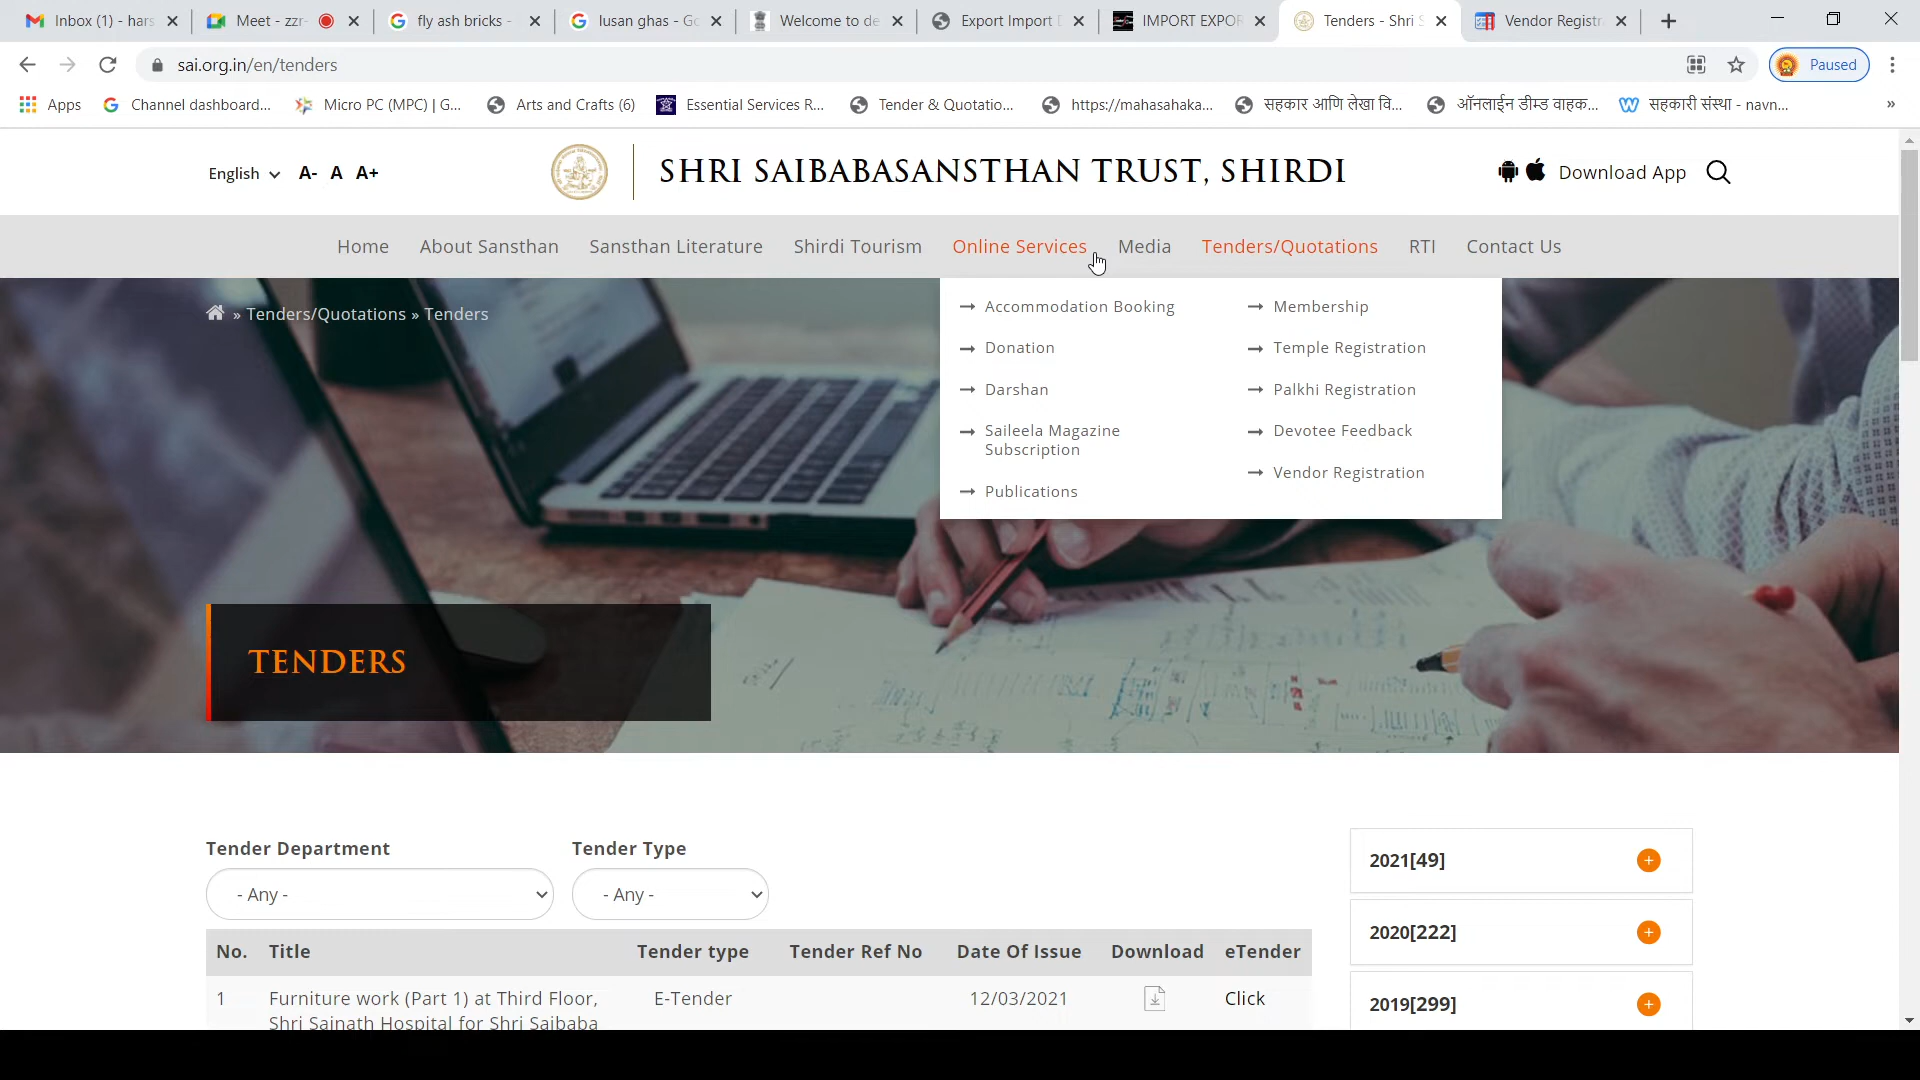 Inbox (1) - hars
Meet - zzr-
fly ash bricks -
lusan ghas - Go
Welcome to de
Export Import D
IMPORT EXPOR
Tenders - Shri S
Vendor Registr
sai.org.in/en/tenders
Paused
Apps
Channel dashboard...
Micro PC (MPC) | G...
Arts and Crafts (6)
Essential Services R...
Tender & Quotatio...
https://mahasahaka...
सहकार आणि लेखा वि...
ऑनलाईन डीम्ड वाहक...
सहकारी संस्था - navn...
»
English
A- A A+
SHRI SAIBABASANSTHAN TRUST, SHIRDI
Download App
Home About Sansthan Sansthan Literature Shirdi Tourism Online Services Media Tenders/Quotations RTI Contact Us
» Tenders/Quotations » Tenders
→ Accommodation Booking
→ Donation
→ Darshan
→ Saileela Magazine
Subscription
→ Publications
→ Membership
→ Temple Registration
→ Palkhi Registration
→ Devotee Feedback
→ Vendor Registration
TENDERS
Tender Department
- Any -
Tender Type
- Any -
No. Title Tender type Tender Ref No Date Of Issue Download eTender
1 Furniture work (Part 1) at Third Floor, E-Tender 12/03/2021 Click
Shri Sainath Hospital for Shri Saibaba
2021[49]
2020[222]
2019[299]